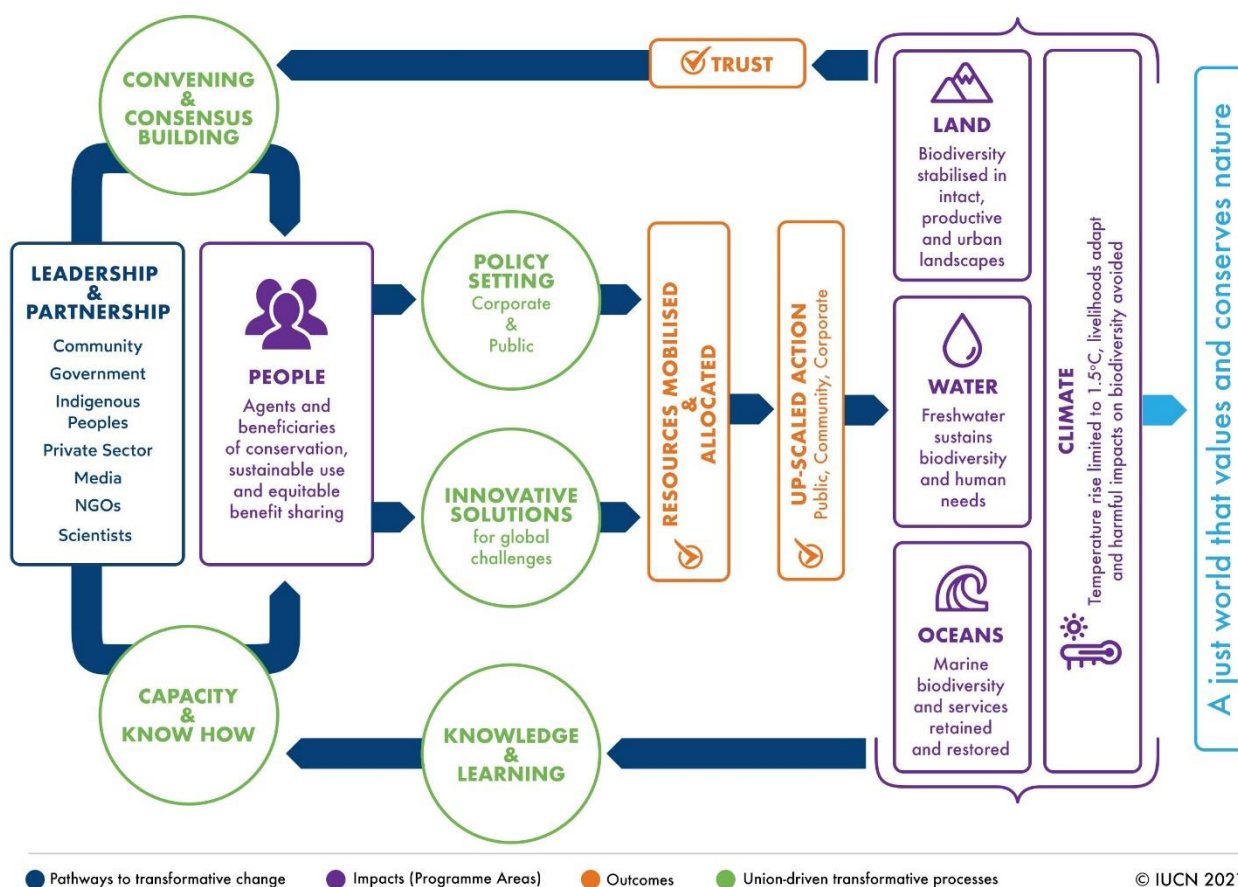 CONVENING
&
CONSENSUS
BUILDING
TRUST
LEADERSHIP
&
PARTNERSHIP
Community
Government
Indigenous
Peoples
Private Sector
Media
NGOs
Scientists
PEOPLE
Agents and
beneficiaries
of conservation,
sustainable use
and equitable
benefit sharing
POLICY
SETTING
Corporate
&
Public
INNOVATIVE
SOLUTIONS
for global
challenges
RESOURCES MOBILISED
&
ALLOCATED
UP-SCALED ACTION
Public, Community, Corporate
LAND
Biodiversity
stabilised in
intact,
productive
and urban
landscapes
WATER
Freshwater
sustains
biodiversity
and human
needs
OCEANS
Marine
biodiversity
and services
retained
and restored
CLIMATE
Temperature rise limited to 1.5°C, livelihoods adapt
and harmful impacts on biodiversity avoided
A just world that values and conserves nature
CAPACITY
&
KNOW HOW
KNOWLEDGE
&
LEARNING
Pathways to transformative change
Impacts (Programme Areas)
Outcomes
Union-driven transformative processes
© IUCN 2021